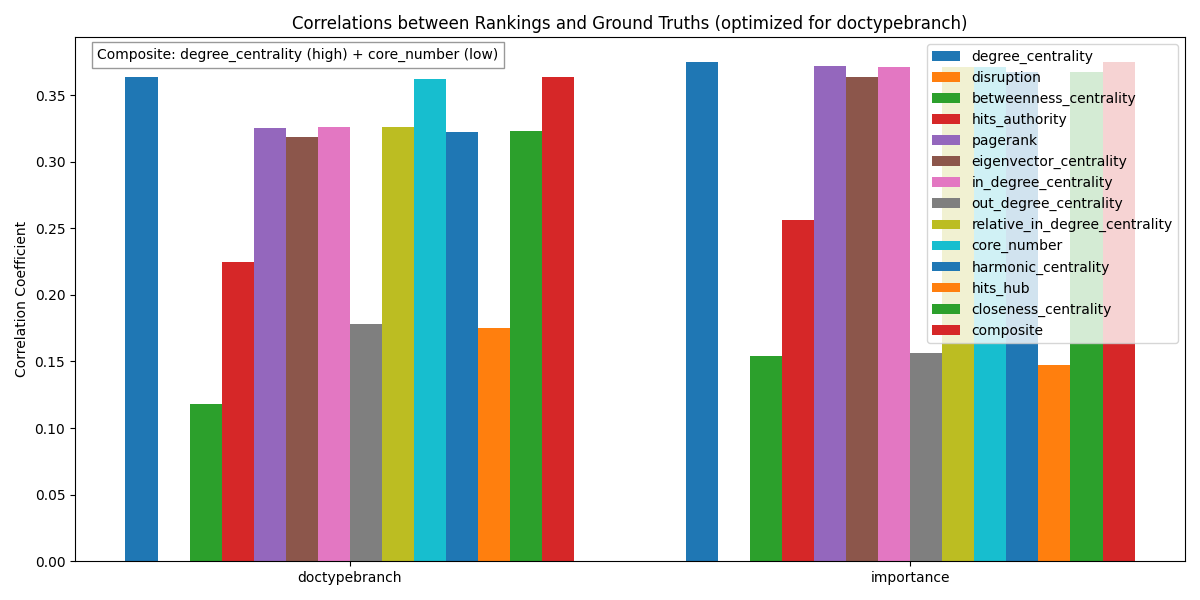 Correlations between Rankings and Ground Truths (optimized for doctypebranch)
Composite: degree_centrality (high) + core_number (low)
degree_centrality
disruption
betweenness_centrality
hits_authority
pagerank
eigenvector_centrality
in_degree_centrality
out_degree_centrality
relative_in_degree_centrality
core_number
harmonic_centrality
hits_hub
closeness_centrality
composite
Correlation Coefficient
0.35
0.30
0.25
0.20
0.15
0.10
0.05
0.00
doctypebranch
importance